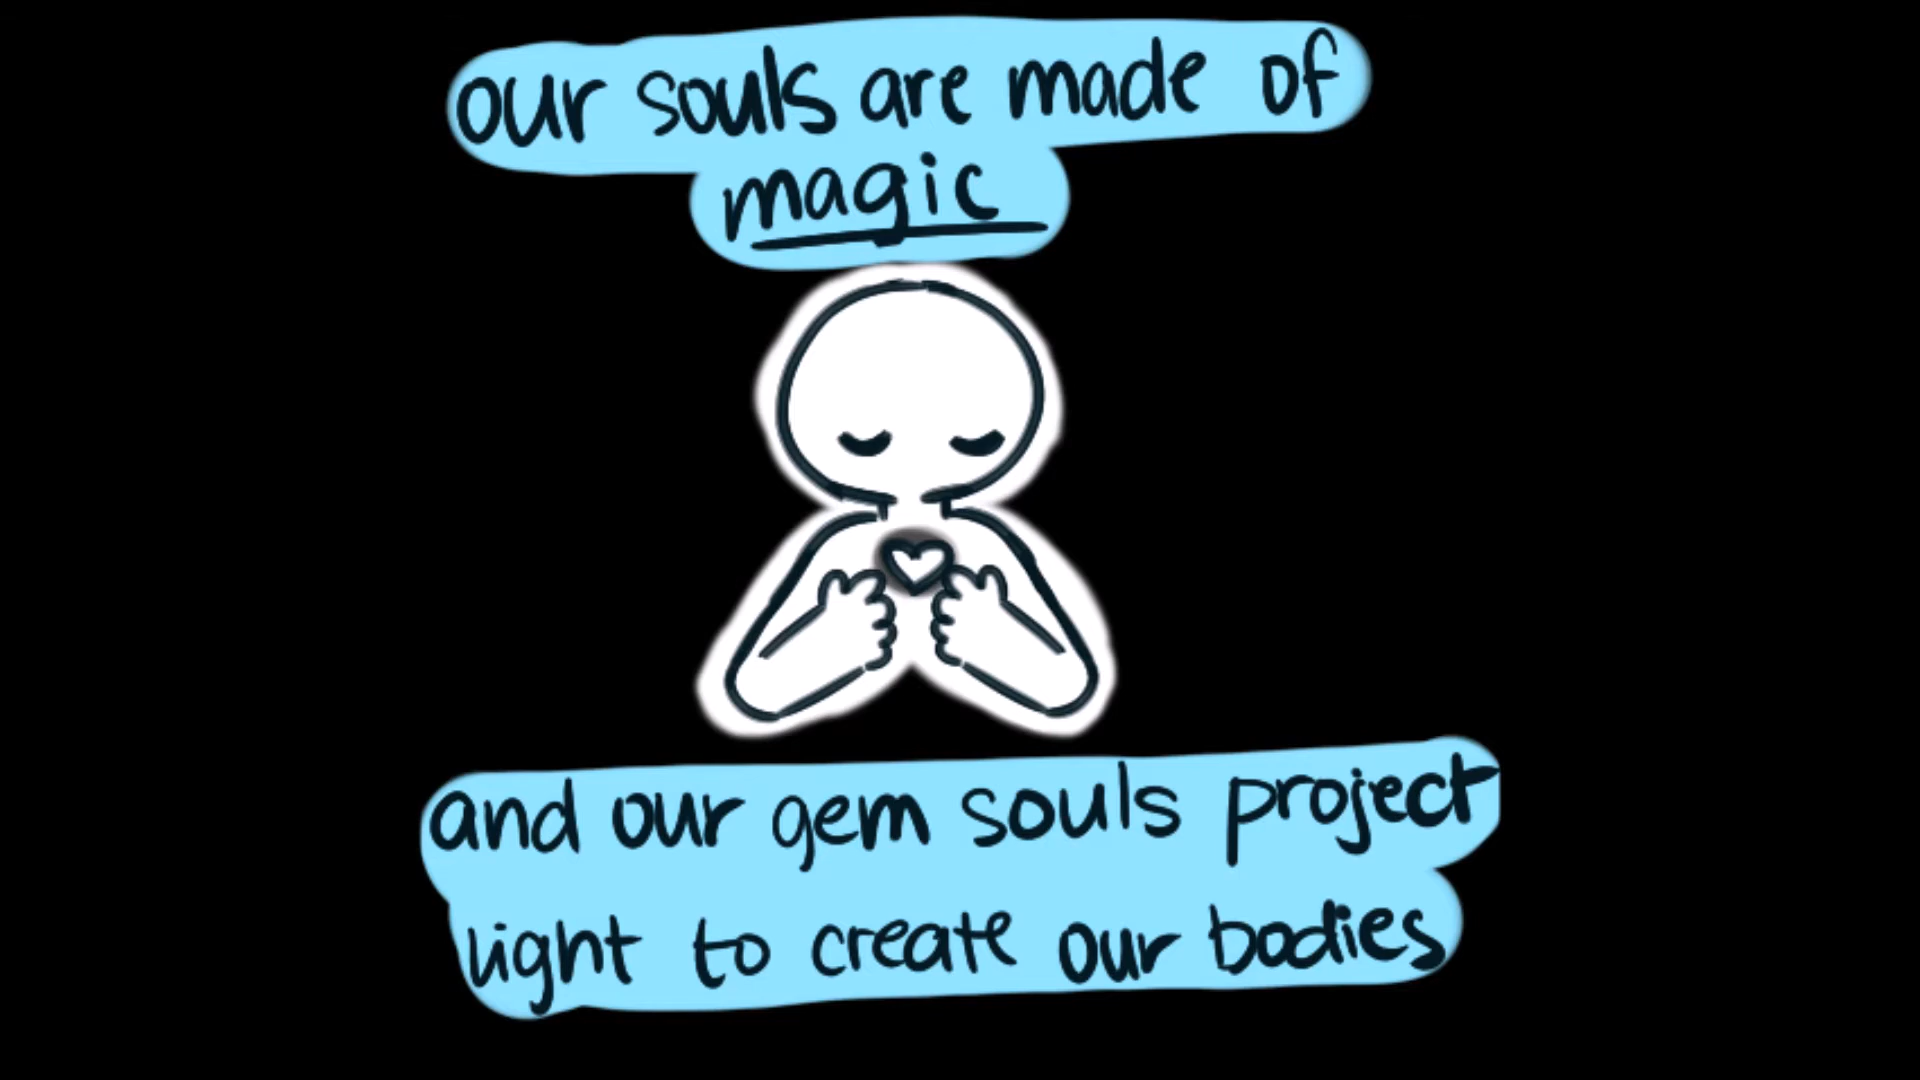 our souls are made of
magic
and our gem souls project
light to create our bodies